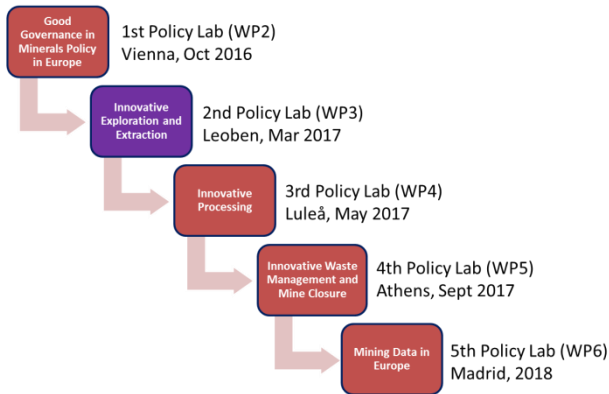 Good
Governance in
Minerals Policy
in Europe
1st Policy Lab (WP2)
Vienna, Oct 2016
Innovative
Exploration and
Extraction
2nd Policy Lab (WP3)
Leoben, Mar 2017
Innovative
Processing
3rd Policy Lab (WP4)
Luleå, May 2017
Innovative Waste
Management and
Mine Closure
4th Policy Lab (WP5)
Athens, Sept 2017
Mining Data in
Europe
5th Policy Lab (WP6)
Madrid, 2018